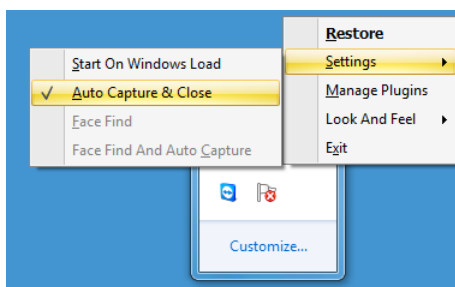 Restore
Settings
Manage Plugins
Look And Feel
Exit
Start On Windows Load
Auto Capture & Close
Face Find
Face Find And Auto Capture
Customize...